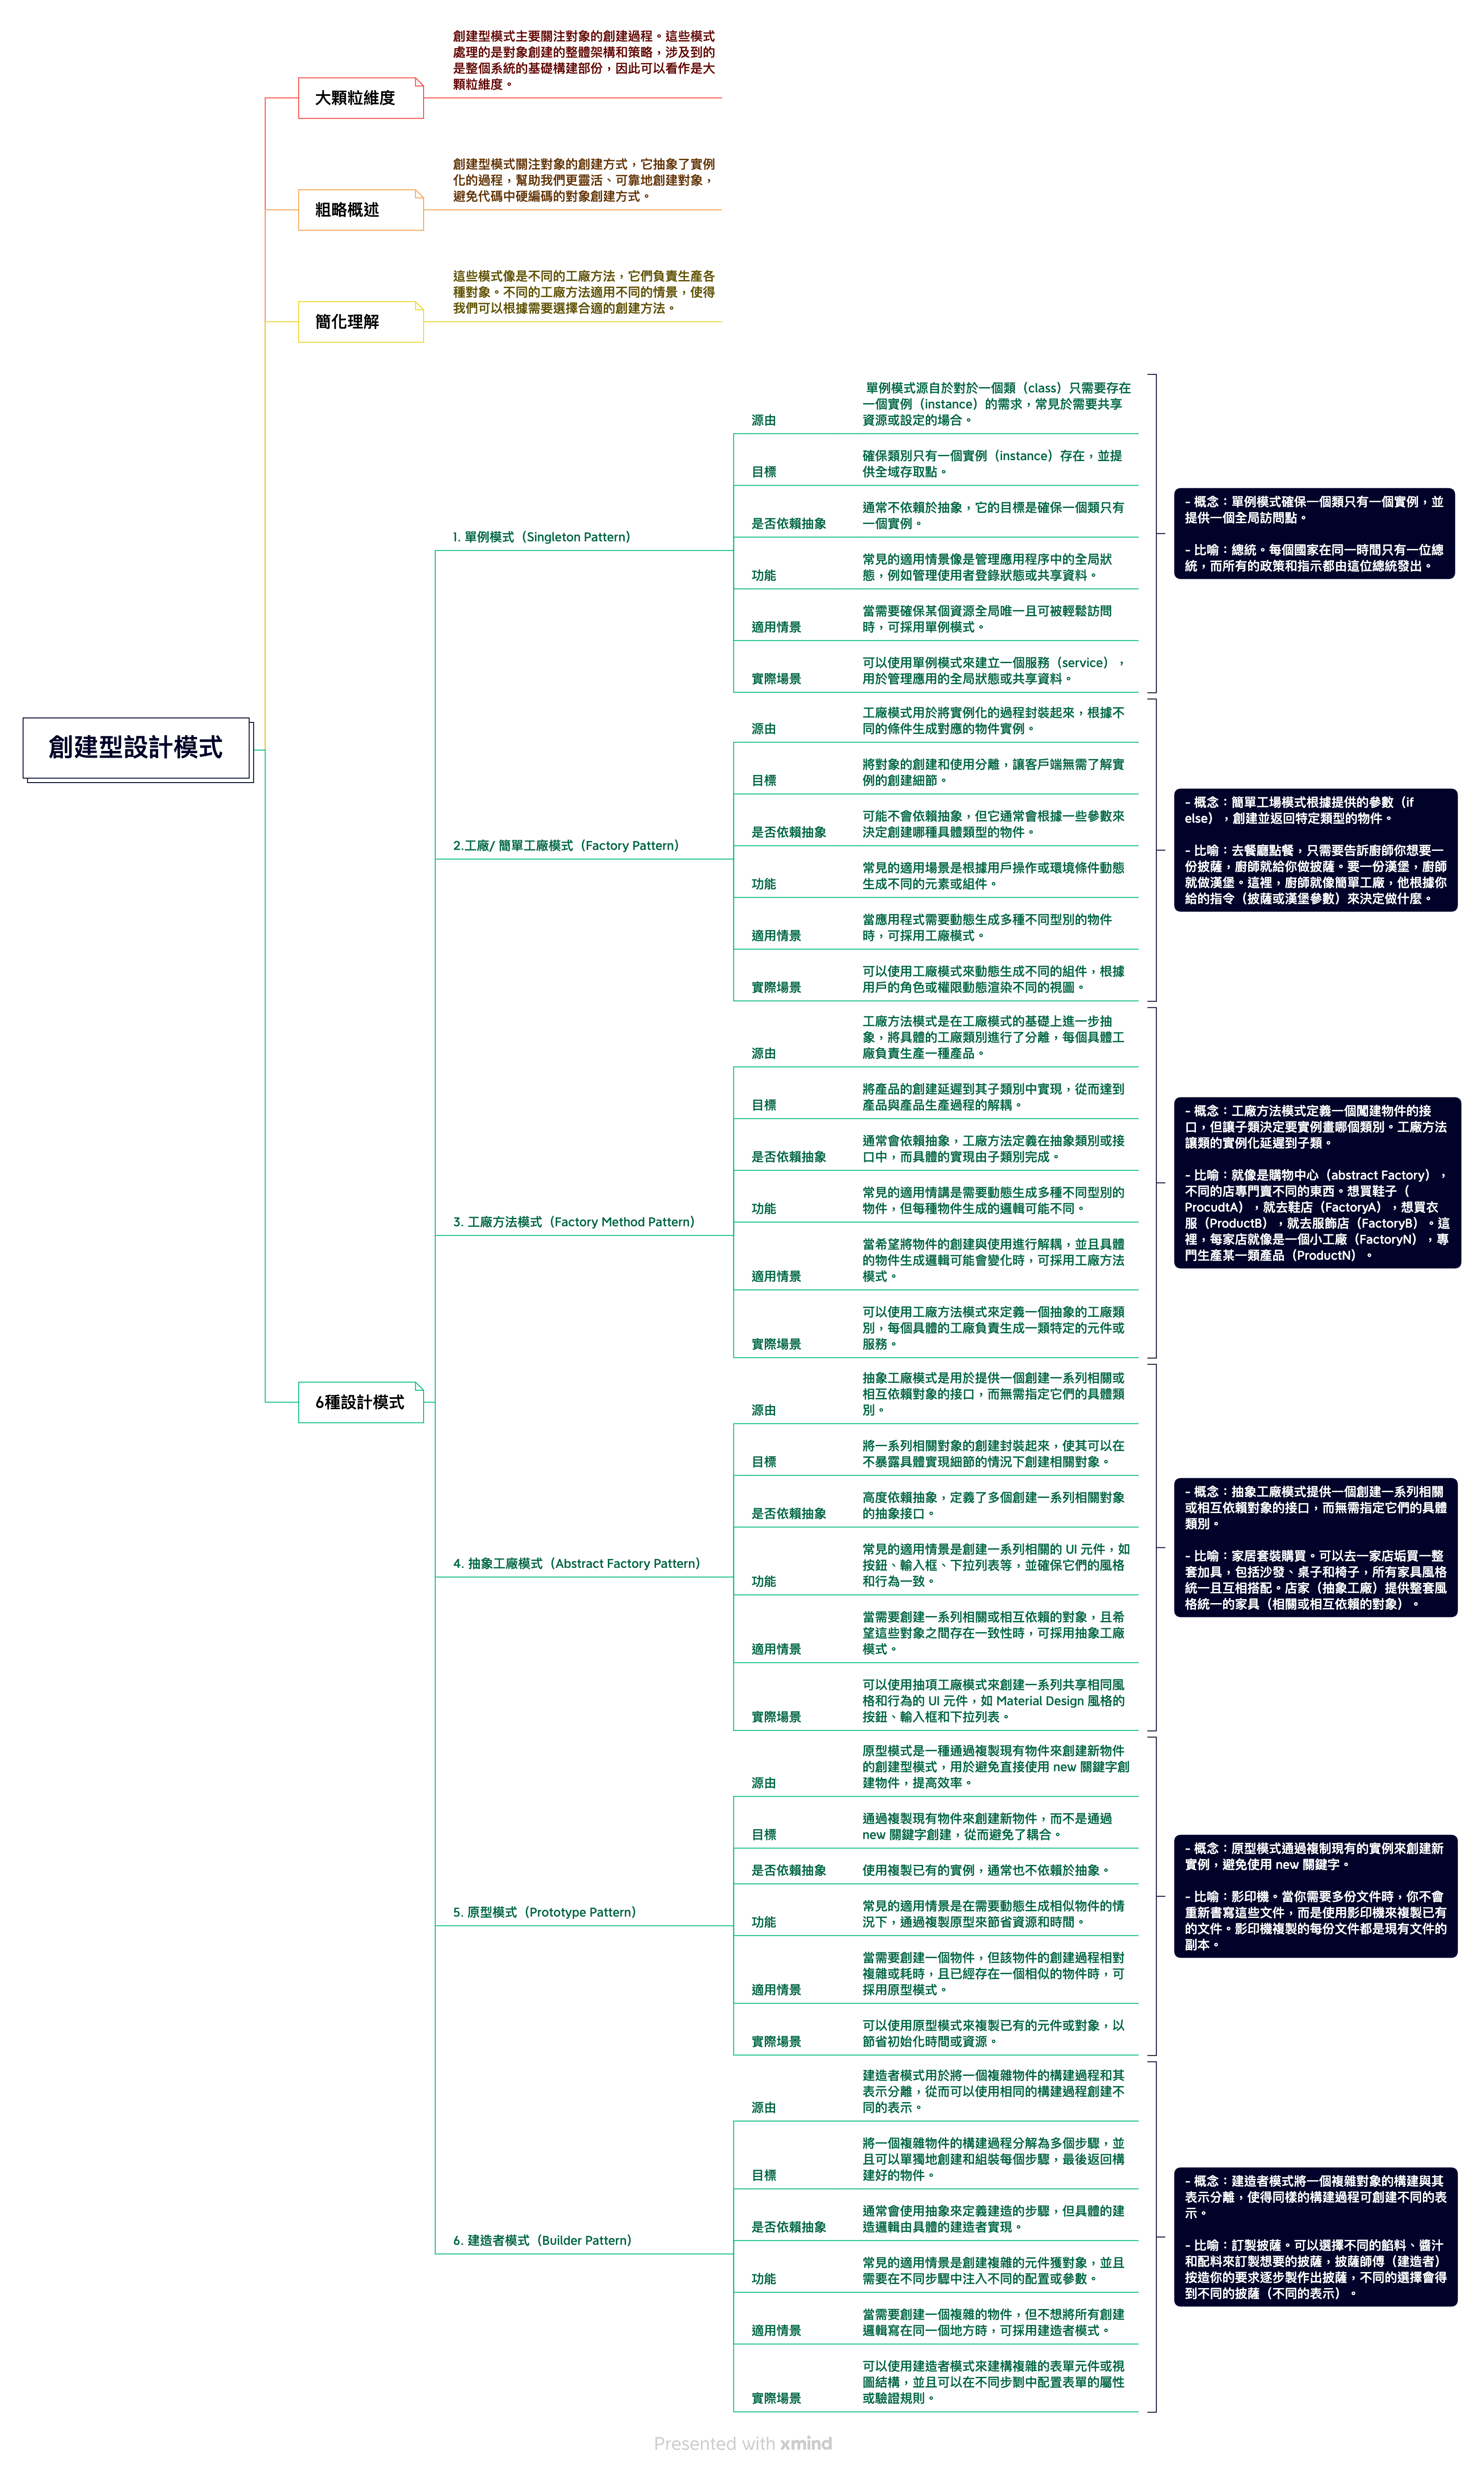 創建型設計模式
大顆粒維度
創建型模式主要關注對象的創建過程。這些模式
處理的是對象創建的整體架構和策略，涉及到的
是整個系統的基礎構建部份，因此可以看作是大
顆粒維度。
粗略概述
創建型模式關注對象的創建方式，它抽象了實例
化的過程，幫助我們更靈活、可靠地創建對象，
避免代碼中硬編碼的對象創建方式。
簡化理解
這些模式像是不同的工廠方法，它們負責生產各
種對象。不同的工廠方法適用不同的情景，使得
我們可以根據需要選擇合適的創建方法。
6種設計模式
1. 單例模式（Singleton Pattern）
源由
單例模式源自於對於一個類（class）只需要存在
一個實例（instance）的需求，常見於需要共享
資源或設定的場合。
目標
確保類別只有一個實例（instance）存在，並提
供全域存取點。
是否依賴抽象
通常不依賴於抽象，它的目標是確保一個類只有
一個實例。
功能
常見的適用情景像是管理應用程序中的全局狀
態，例如管理使用者登錄狀態或共享資料。
適用情景
當需要確保某個資源全局唯一且可被輕鬆訪問
時，可採用單例模式。
實際場景
可以使用單例模式來建立一個服務（service），
用於管理應用的全局狀態或共享資料。
- 概念：單例模式確保一個類只有一個實例，並
提供一個全局訪問點。
- 比喻：總統。每個國家在同一時間只有一位總
統，而所有的政策和指示都由這位總統發出。
2.工廠/ 簡單工廠模式（Factory Pattern）
源由
工廠模式用於將實例化的過程封裝起來，根據不
同的條件生成對應的物件實例。
目標
將對象的創建和使用分離，讓客戶端無需了解實
例的創建細節。
是否依賴抽象
可能不會依賴抽象，但它通常會根據一些參數來
決定創建哪種具體類型的物件。
功能
常見的適用場景是根據用戶操作或環境條件動態
生成不同的元素或組件。
適用情景
當應用程式需要動態生成多種不同型別的物件
時，可採用工廠模式。
實際場景
可以使用工廠模式來動態生成不同的組件，根據
用戶的角色或權限動態渲染不同的視圖。
- 概念：簡單工場模式根據提供的參數（if
else），創建並返回特定類型的物件。
- 比喻：去餐廳點餐，只需要告訴廚師你想要一
份披薩，廚師就給你做披薩。要一份漢堡，廚師
就做漢堡。這裡，廚師就像簡單工廠，他根據你
給的指令（披薩或漢堡參數）來決定做什麼。
3. 工廠方法模式（Factory Method Pattern）
源由
工廠方法模式是在工廠模式的基礎上進一步抽
象，將具體的工廠類別進行了分離，每個具體工
廠負責生產一種產品。
目標
將產品的創建延遲到其子類別中實現，從而達到
產品與產品生產過程的解耦。
是否依賴抽象
通常會依賴抽象，工廠方法定義在抽象類別或接
口中，而具體的實現由子類別完成。
功能
常見的適用情講是需要動態生成多種不同型別的
物件，但每種物件生成的邏輯可能不同。
適用情景
當希望將物件的創建與使用進行解耦，並且具體
的物件生成邏輯可能會變化時，可採用工廠方法
模式。
實際場景
可以使用工廠方法模式來定義一個抽象的工廠類
別，每個具體的工廠負責生成一類特定的元件或
服務。
- 概念：工廠方法模式定義一個闖建物件的接
口，但讓子類決定要實例畫哪個類別。工廠方法
讓類的實例化延遲到子類。
- 比喻：就像是購物中心（abstract Factory），
不同的店專門賣不同的東西。想買鞋子（
ProcudtA），就去鞋店（FactoryA），想買衣
服（ProductB），就去服飾店（FactoryB）。這
裡，每家店就像是一個小工廠（FactoryN），專
門生產某一類產品（ProductN）。
4. 抽象工廠模式（Abstract Factory Pattern）
源由
抽象工廠模式是用於提供一個創建一系列相關或
相互依賴對象的接口，而無需指定它們的具體類
別。
目標
將一系列相關對象的創建封裝起來，使其可以在
不暴露具體實現細節的情況下創建相關對象。
是否依賴抽象
高度依賴抽象，定義了多個創建一系列相關對象
的抽象接口。
功能
常見的適用情景是創建一系列相關的 UI 元件，如
按鈕、輸入框、下拉列表等，並確保它們的風格
和行為一致。
適用情景
當需要創建一系列相關或相互依賴的對象，且希
望這些對象之間存在一致性時，可採用抽象工廠
模式。
實際場景
可以使用抽項工廠模式來創建一系列共享相同風
格和行為的 UI 元件，如 Material Design 風格的
按鈕、輸入框和下拉列表。
- 概念：抽象工廠模式提供一個創建一系列相關
或相互依賴對象的接口，而無需指定它們的具體
類別。
- 比喻：家居套裝購買。可以去一家店垢買一整
套加具，包括沙發、桌子和椅子，所有家具風格
統一且互相搭配。店家（抽象工廠）提供整套風
格統一的家具（相關或相互依賴的對象）。
5. 原型模式（Prototype Pattern）
源由
原型模式是一種通過複製現有物件來創建新物件
的創建型模式，用於避免直接使用 new 關鍵字創
建物件，提高效率。
目標
通過複製現有物件來創建新物件，而不是通過
new 關鍵字創建，從而避免了耦合。
是否依賴抽象
使用複製已有的實例，通常也不依賴於抽象。
功能
常見的適用情景是在需要動態生成相似物件的情
況下，通過複製原型來節省資源和時間。
適用情景
當需要創建一個物件，但該物件的創建過程相對
複雜或耗時，且已經存在一個相似的物件時，可
採用原型模式。
實際場景
可以使用原型模式來複製已有的元件或對象，以
節省初始化時間或資源。
- 概念：原型模式通過複制現有的實例來創建新
實例，避免使用 new 關鍵字。
- 比喻：影印機。當你需要多份文件時，你不會
重新書寫這些文件，而是使用影印機來複製已有
的文件。影印機複製的每份文件都是現有文件的
副本。
6. 建造者模式（Builder Pattern）
源由
建造者模式用於將一個複雜物件的構建過程和其
表示分離，從而可以使用相同的構建過程創建不
同的表示。
目標
將一個複雜物件的構建過程分解為多個步驟，並
且可以單獨地創建和組裝每個步驟，最後返回構
建好的物件。
是否依賴抽象
通常會使用抽象來定義建造的步驟，但具體的建
造邏輯由具體的建造者實現。
功能
常見的適用情景是創建複雜的元件獲對象，並且
需要在不同步驟中注入不同的配置或參數。
適用情景
當需要創建一個複雜的物件，但不想將所有創建
邏輯寫在同一個地方時，可採用建造者模式。
實際場景
可以使用建造者模式來建構複雜的表單元件或視
圖結構，並且可以在不同步劃中配置表單的屬性
或驗證規則。
- 概念：建造者模式將一個複雜對象的構建與其
表示分離，使得同樣的構建過程可創建不同的表
示。
- 比喻：訂製披薩。可以選擇不同的餡料、醬汁
和配料來訂製想要的披薩，披薩師傅（建造者）
按造你的要求逐步製作出披薩，不同的選擇會得
到不同的披薩（不同的表示）。
Presented with xmind